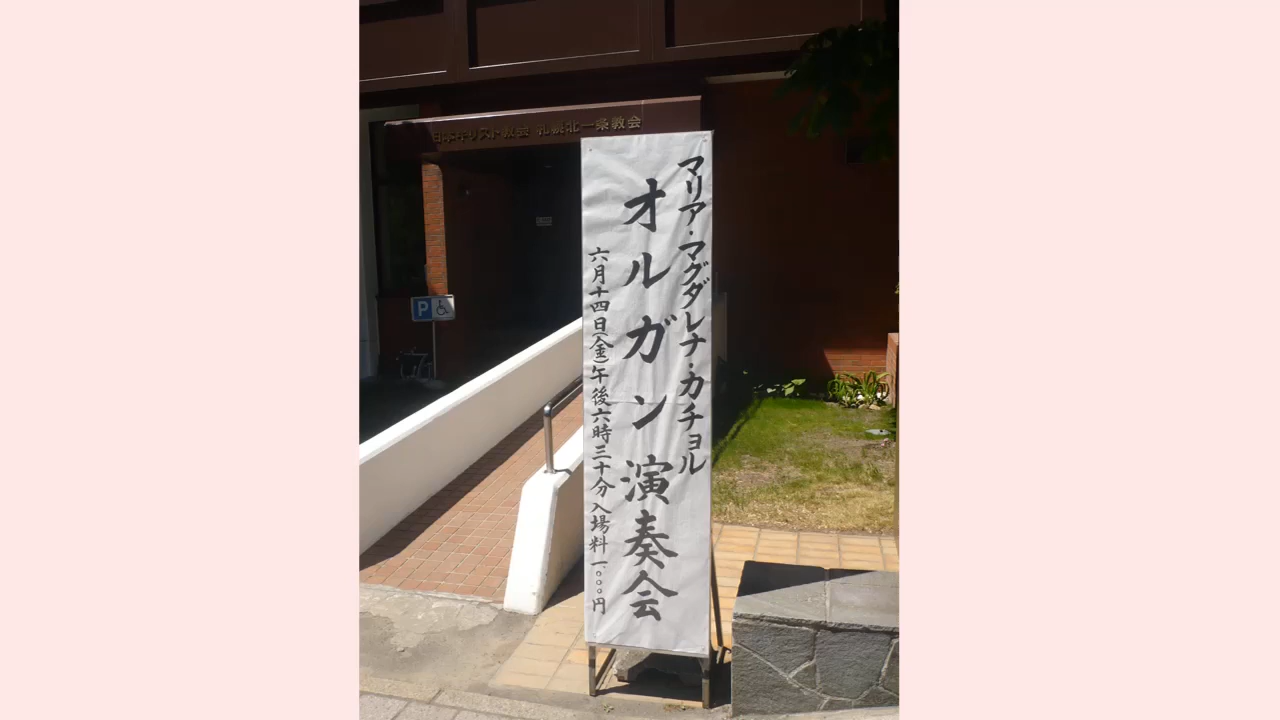 日本キリスト教会 札幌北一条教会
マリア・マグダレナ・カチョル
オルガン演奏会
六月十四日(金)午後六時三十分 入場料 一、〇〇〇円
P